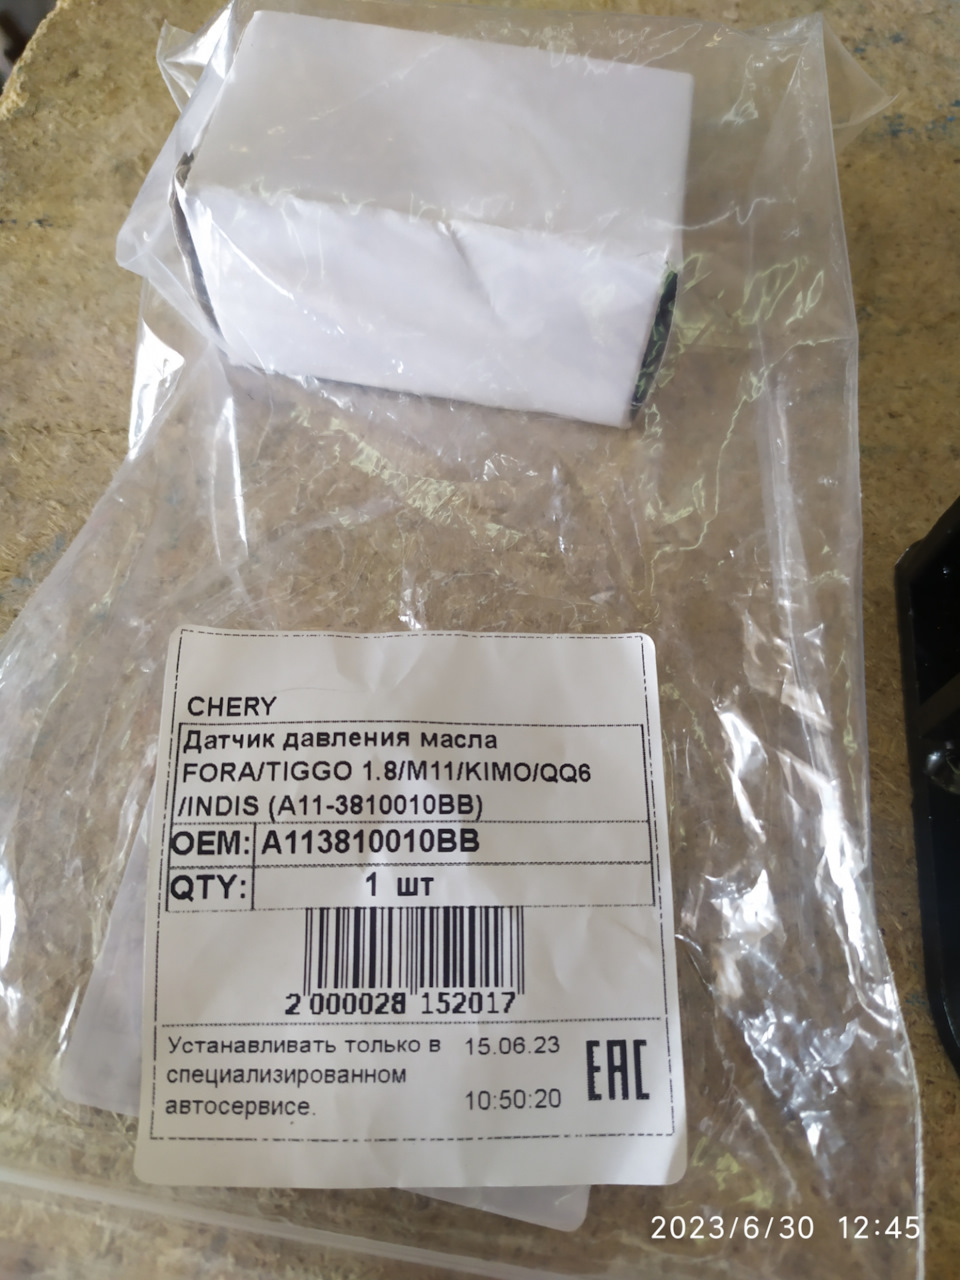 CHERY
Датчик давления масла
FORA/TIGGO 1.8/M11/KIMO/QQ6
/INDIS (A11-3810010BB)
OEM: A113810010BB
QTY: 1 шт
2 000028 152017
Устанавливать только в 15.06.23
специализированном
автосервисе. 10:50:20
EAC
2023/6/30 12:45